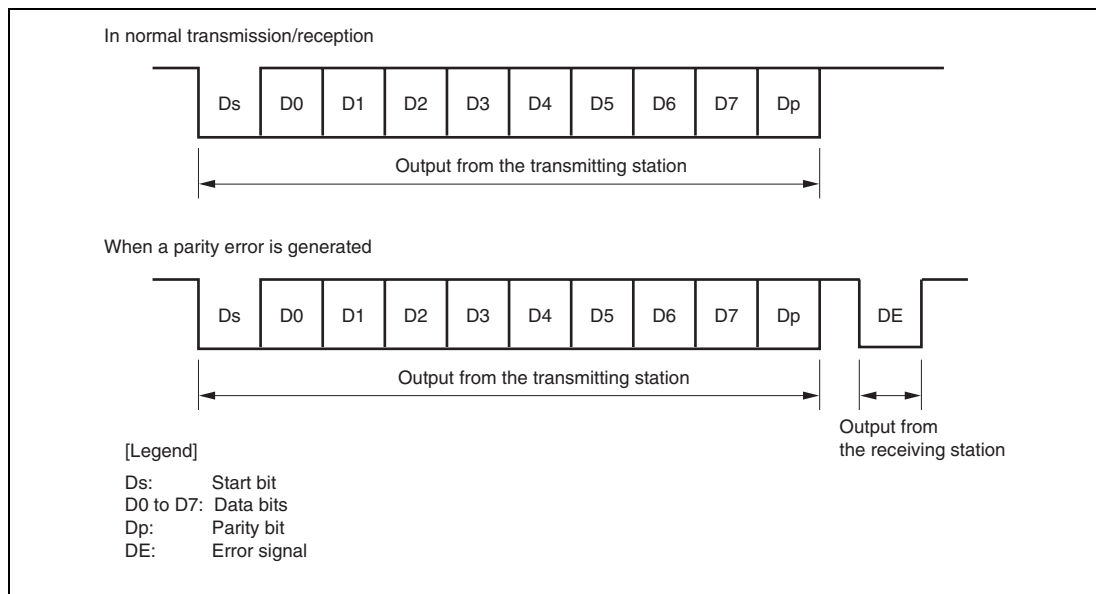 In normal transmission/reception
Ds D0 D1 D2 D3 D4 D5 D6 D7 Dp
Output from the transmitting station
When a parity error is generated
Ds D0 D1 D2 D3 D4 D5 D6 D7 Dp DE
Output from the transmitting station
Output from
the receiving station
[Legend]
Ds: Start bit
D0 to D7: Data bits
Dp: Parity bit
DE: Error signal